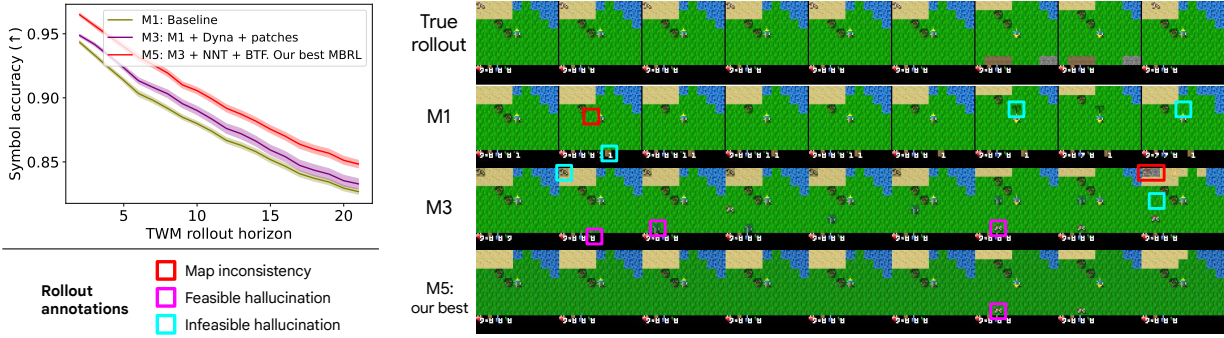 M1: Baseline
M3: M1 + Dyna + patches
M5: M3 + NNT + BTF. Our best MBRL
Symbol accuracy (↑)
0.95
0.90
0.85
5
10
15
20
TWM rollout horizon
Rollout
annotations
Map inconsistency
Feasible hallucination
Infeasible hallucination
True
rollout
M1
M3
M5:
our best